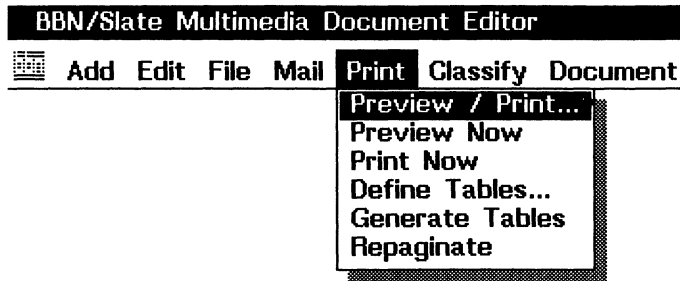 BBN/Slate Multimedia Document Editor
Add Edit File Mail Print Classify Document
Preview / Print...
Preview Now
Print Now
Define Tables...
Generate Tables
Repaginate